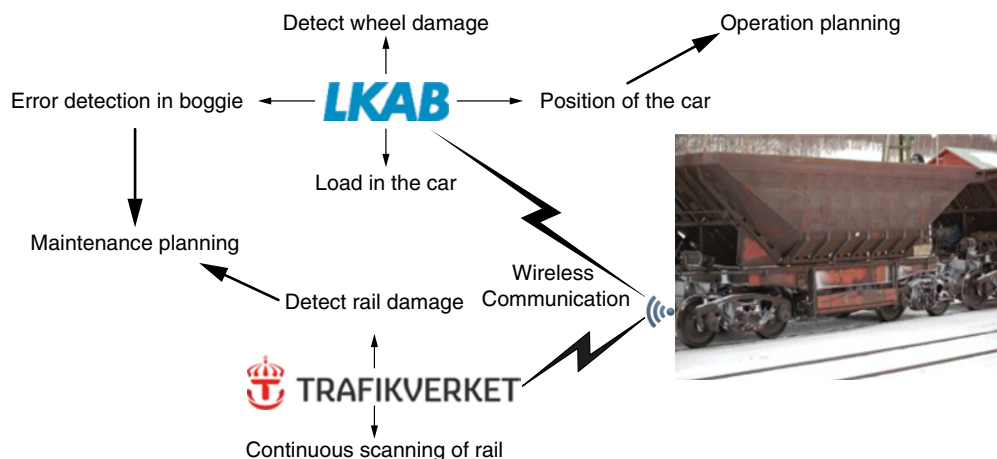 Detect wheel damage
Operation planning
Error detection in boggie
LKAB
Position of the car
Load in the car
Maintenance planning
Wireless
Communication
Detect rail damage
TRAFIKVERKET
Continuous scanning of rail